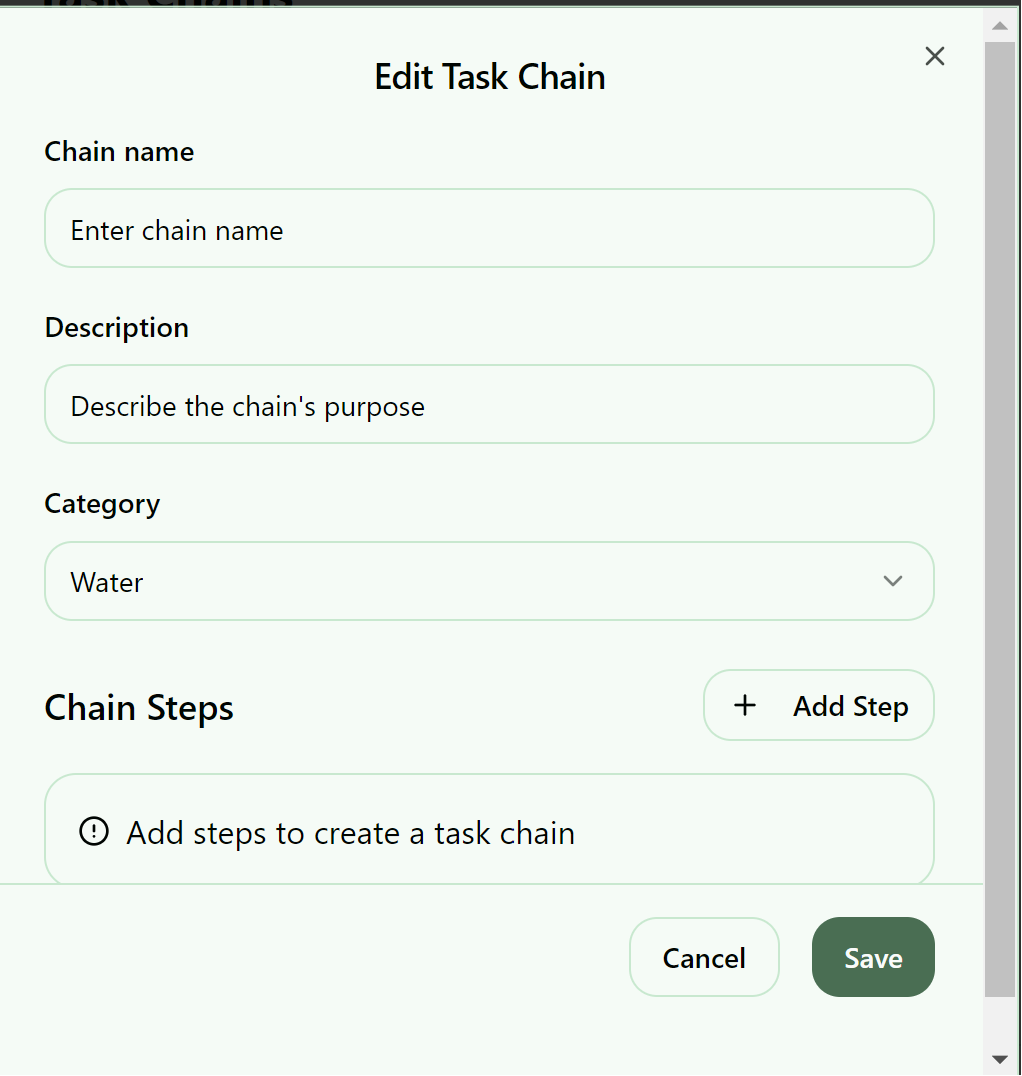 Edit Task Chain
Chain name
Enter chain name
Description
Describe the chain's purpose
Category
Water
Chain Steps
Add Step
Add steps to create a task chain
Cancel
Save